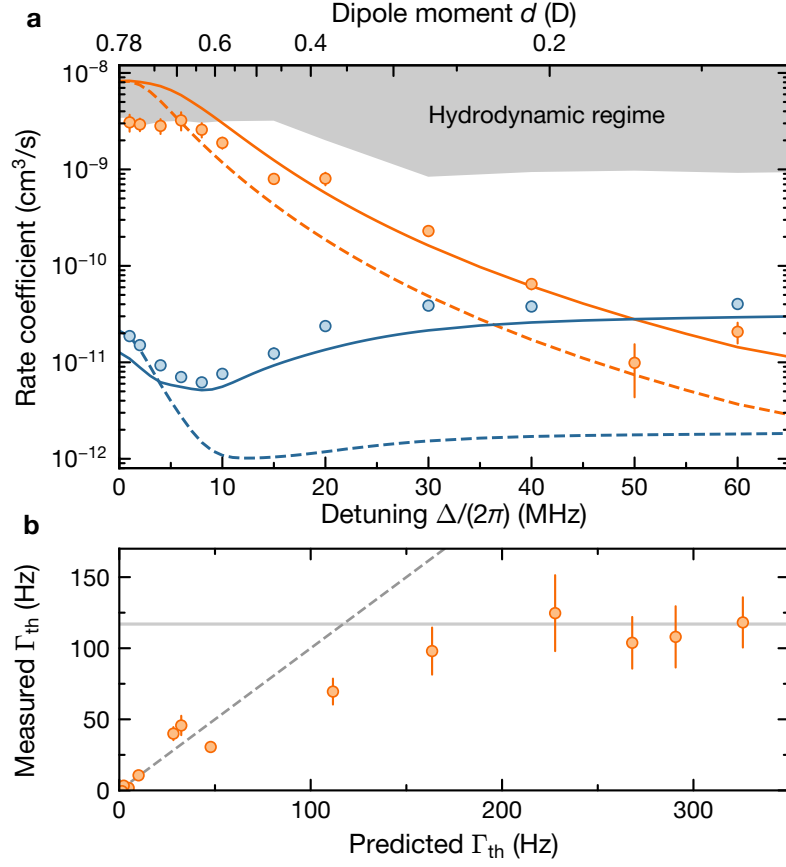 a
Dipole moment d (D)
0.78 0.6 0.4 0.2
10⁻⁸
10⁻⁹
10⁻¹⁰
10⁻¹¹
10⁻¹²
Rate coefficient (cm³/s)
Hydrodynamic regime
0 10 20 30 40 50 60
Detuning Δ/(2π) (MHz)
b
150
100
50
0
Measured Γth (Hz)
0 100 200 300
Predicted Γth (Hz)